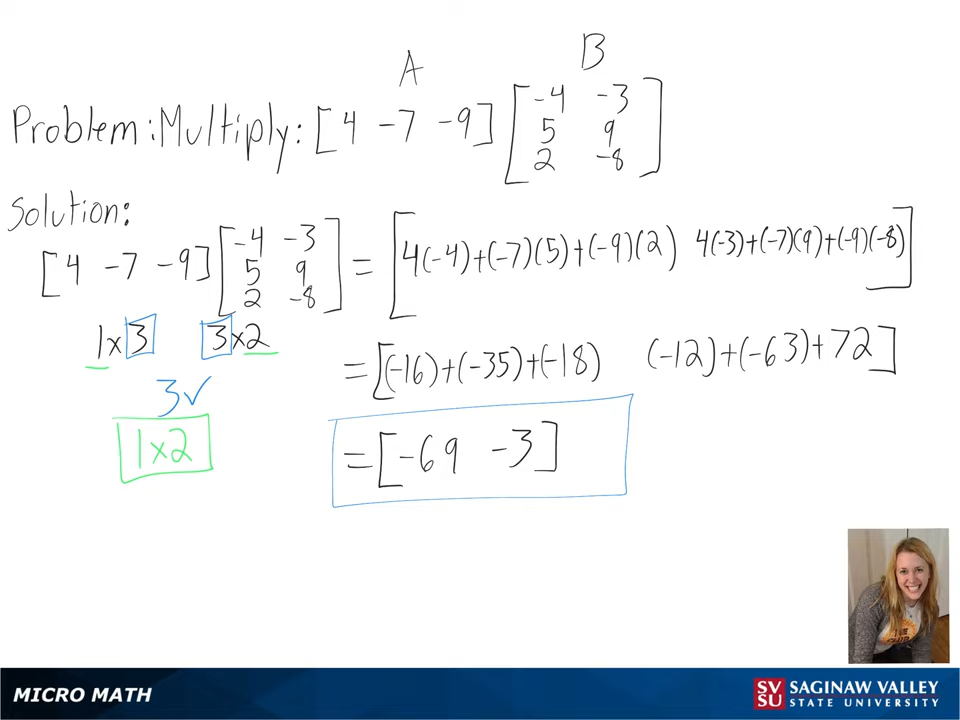 A B
Problem: Multiply: [4 -7 -9] [-4 -3
5 9
2 -8]
Solution:
[4 -7 -9] [-4 -3
5 9
2 -8] = [4(-4)+(-7)(5)+(-9)(2) 4(-3)+(-7)(9)+(-9)(-8)]
1x3 3x2
= [(-16)+(-35)+(-18) (-12)+(-63)+72]
3✓
1x2
= [-69 -3]
MICRO MATH
SVSU SAGINAW VALLEY
STATE UNIVERSITY